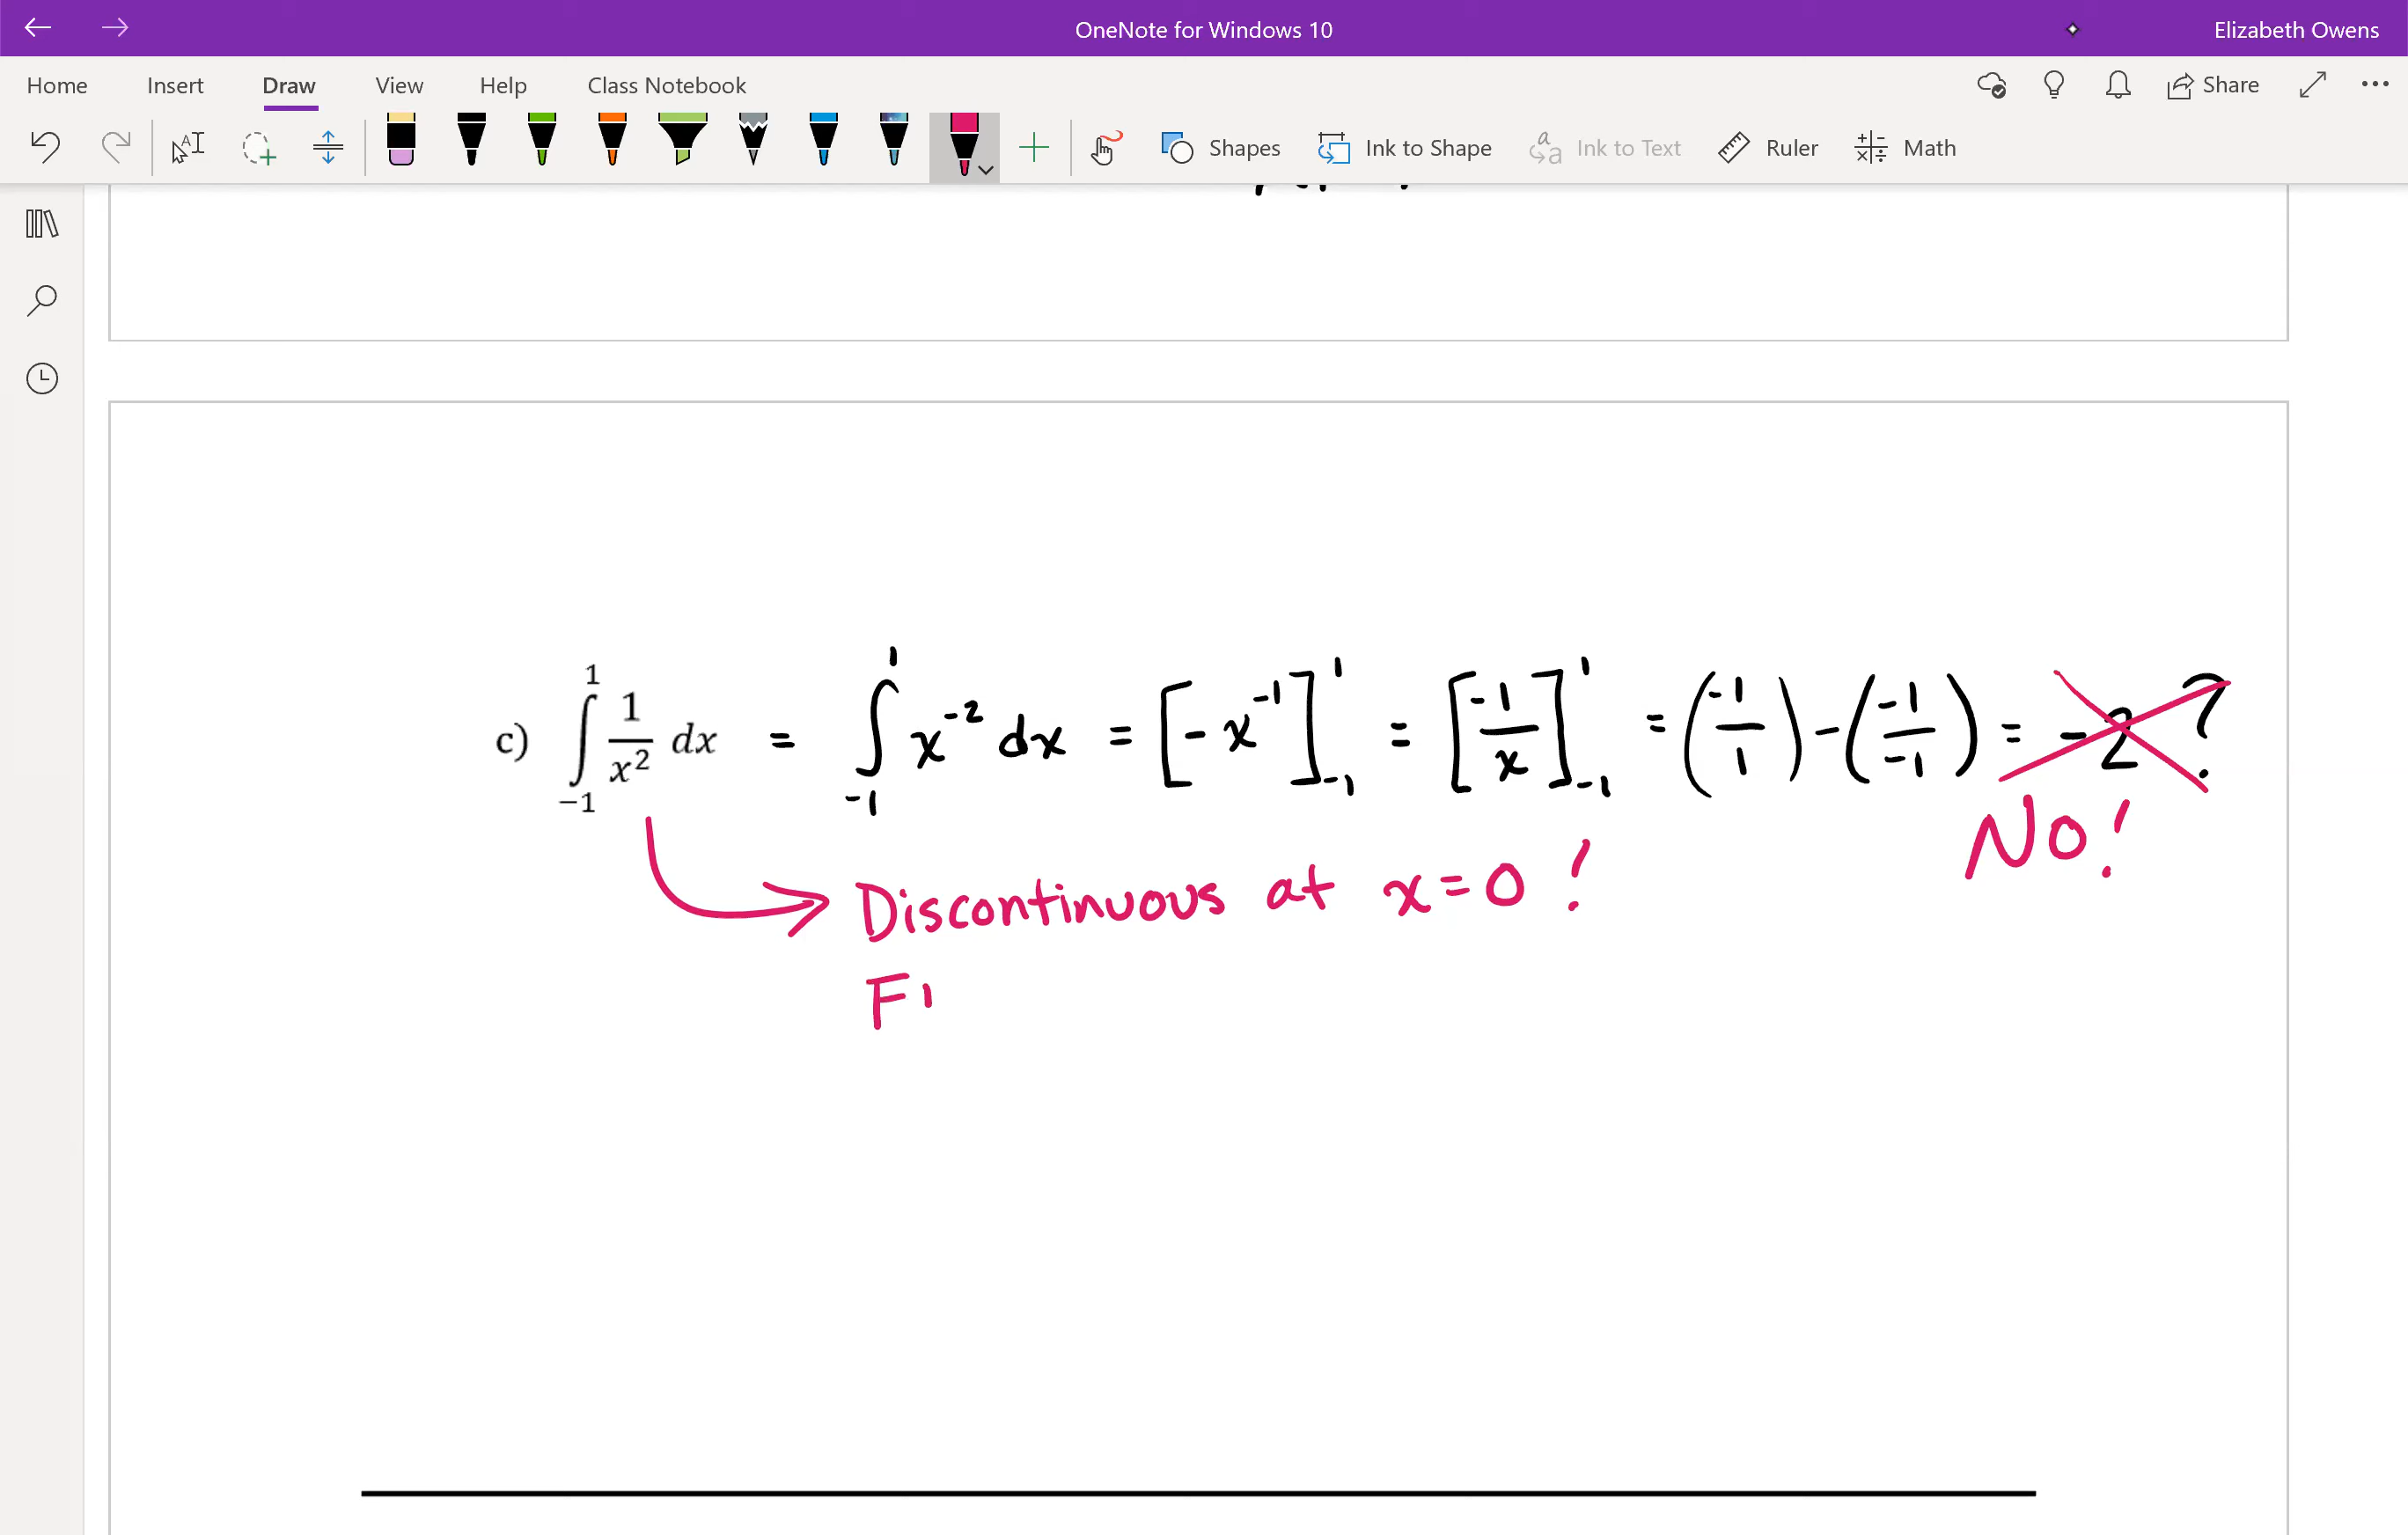 OneNote for Windows 10
Elizabeth Owens
Home Insert Draw View Help Class Notebook Share
Shapes Ink to Shape Ink to Text Ruler Math
c) ∫_{-1}^{1} 1/x² dx = ∫_{-1}^{1} x⁻² dx = [-x⁻¹]_{-1}^{1} = [-1/x]_{-1}^{1} = (-1/1) - (-1/-1) = -2 ?
No!
Discontinuous at x=0!